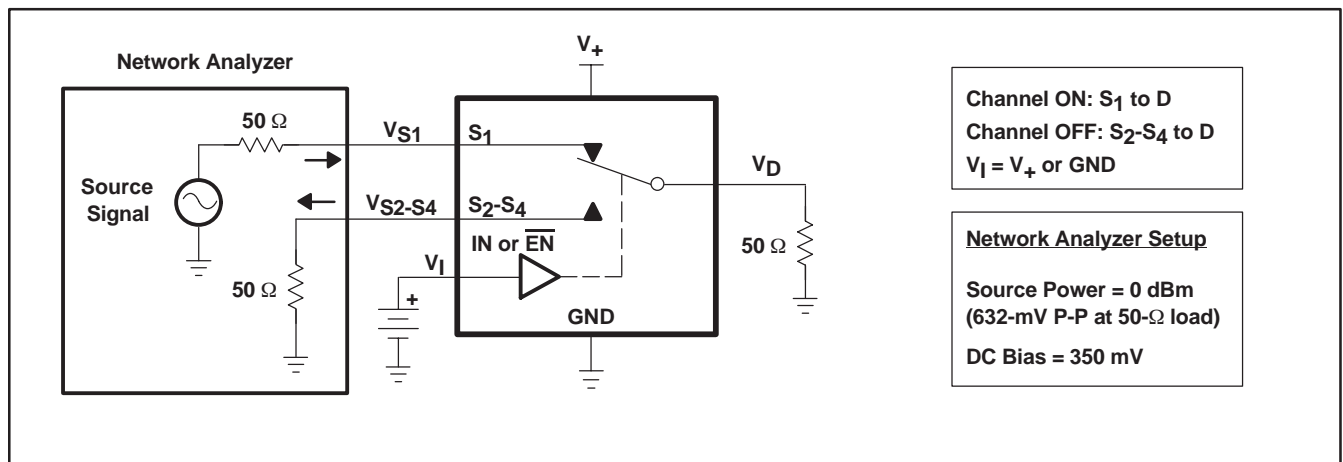 Network Analyzer
50 Ω
Source
Signal
50 Ω
VS1
VS2-S4
VI
+
V+
S1
S2-S4
IN or EN
GND
VD
50 Ω
Channel ON: S1 to D
Channel OFF: S2-S4 to D
VI = V+ or GND
Network Analyzer Setup
Source Power = 0 dBm
(632-mV P-P at 50-Ω load)
DC Bias = 350 mV